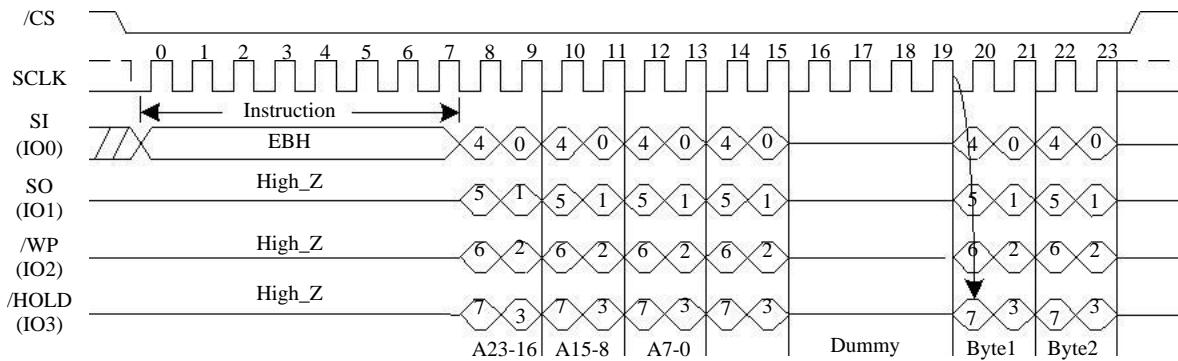 /CS
0 1 2 3 4 5 6 7 8 9 10 11 12 13 14 15 16 17 18 19 20 21 22 23
SCLK
Instruction
SI
(IO0)
EBH
4 0 4 0 4 0 4 0 4 0 4 0
SO
(IO1)
High_Z
5 1 5 1 5 1 5 1 5 1 5 1
/WP
(IO2)
High_Z
6 2 6 2 6 2 6 2 6 2 6 2
/HOLD
(IO3)
High_Z
7 3 7 3 7 3 7 3 7 3 7 3
A23-16 A15-8 A7-0 Dummy Byte1 Byte2